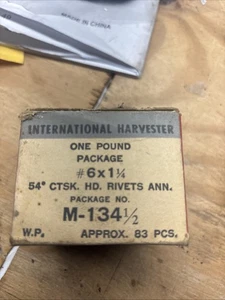 MADE IN CHINA
INTERNATIONAL HARVESTER
ONE POUND
PACKAGE
#6x1¼
54° CTSK. HD. RIVETS ANN.
PACKAGE NO.
M-134½
W.P. APPROX. 83 PCS.